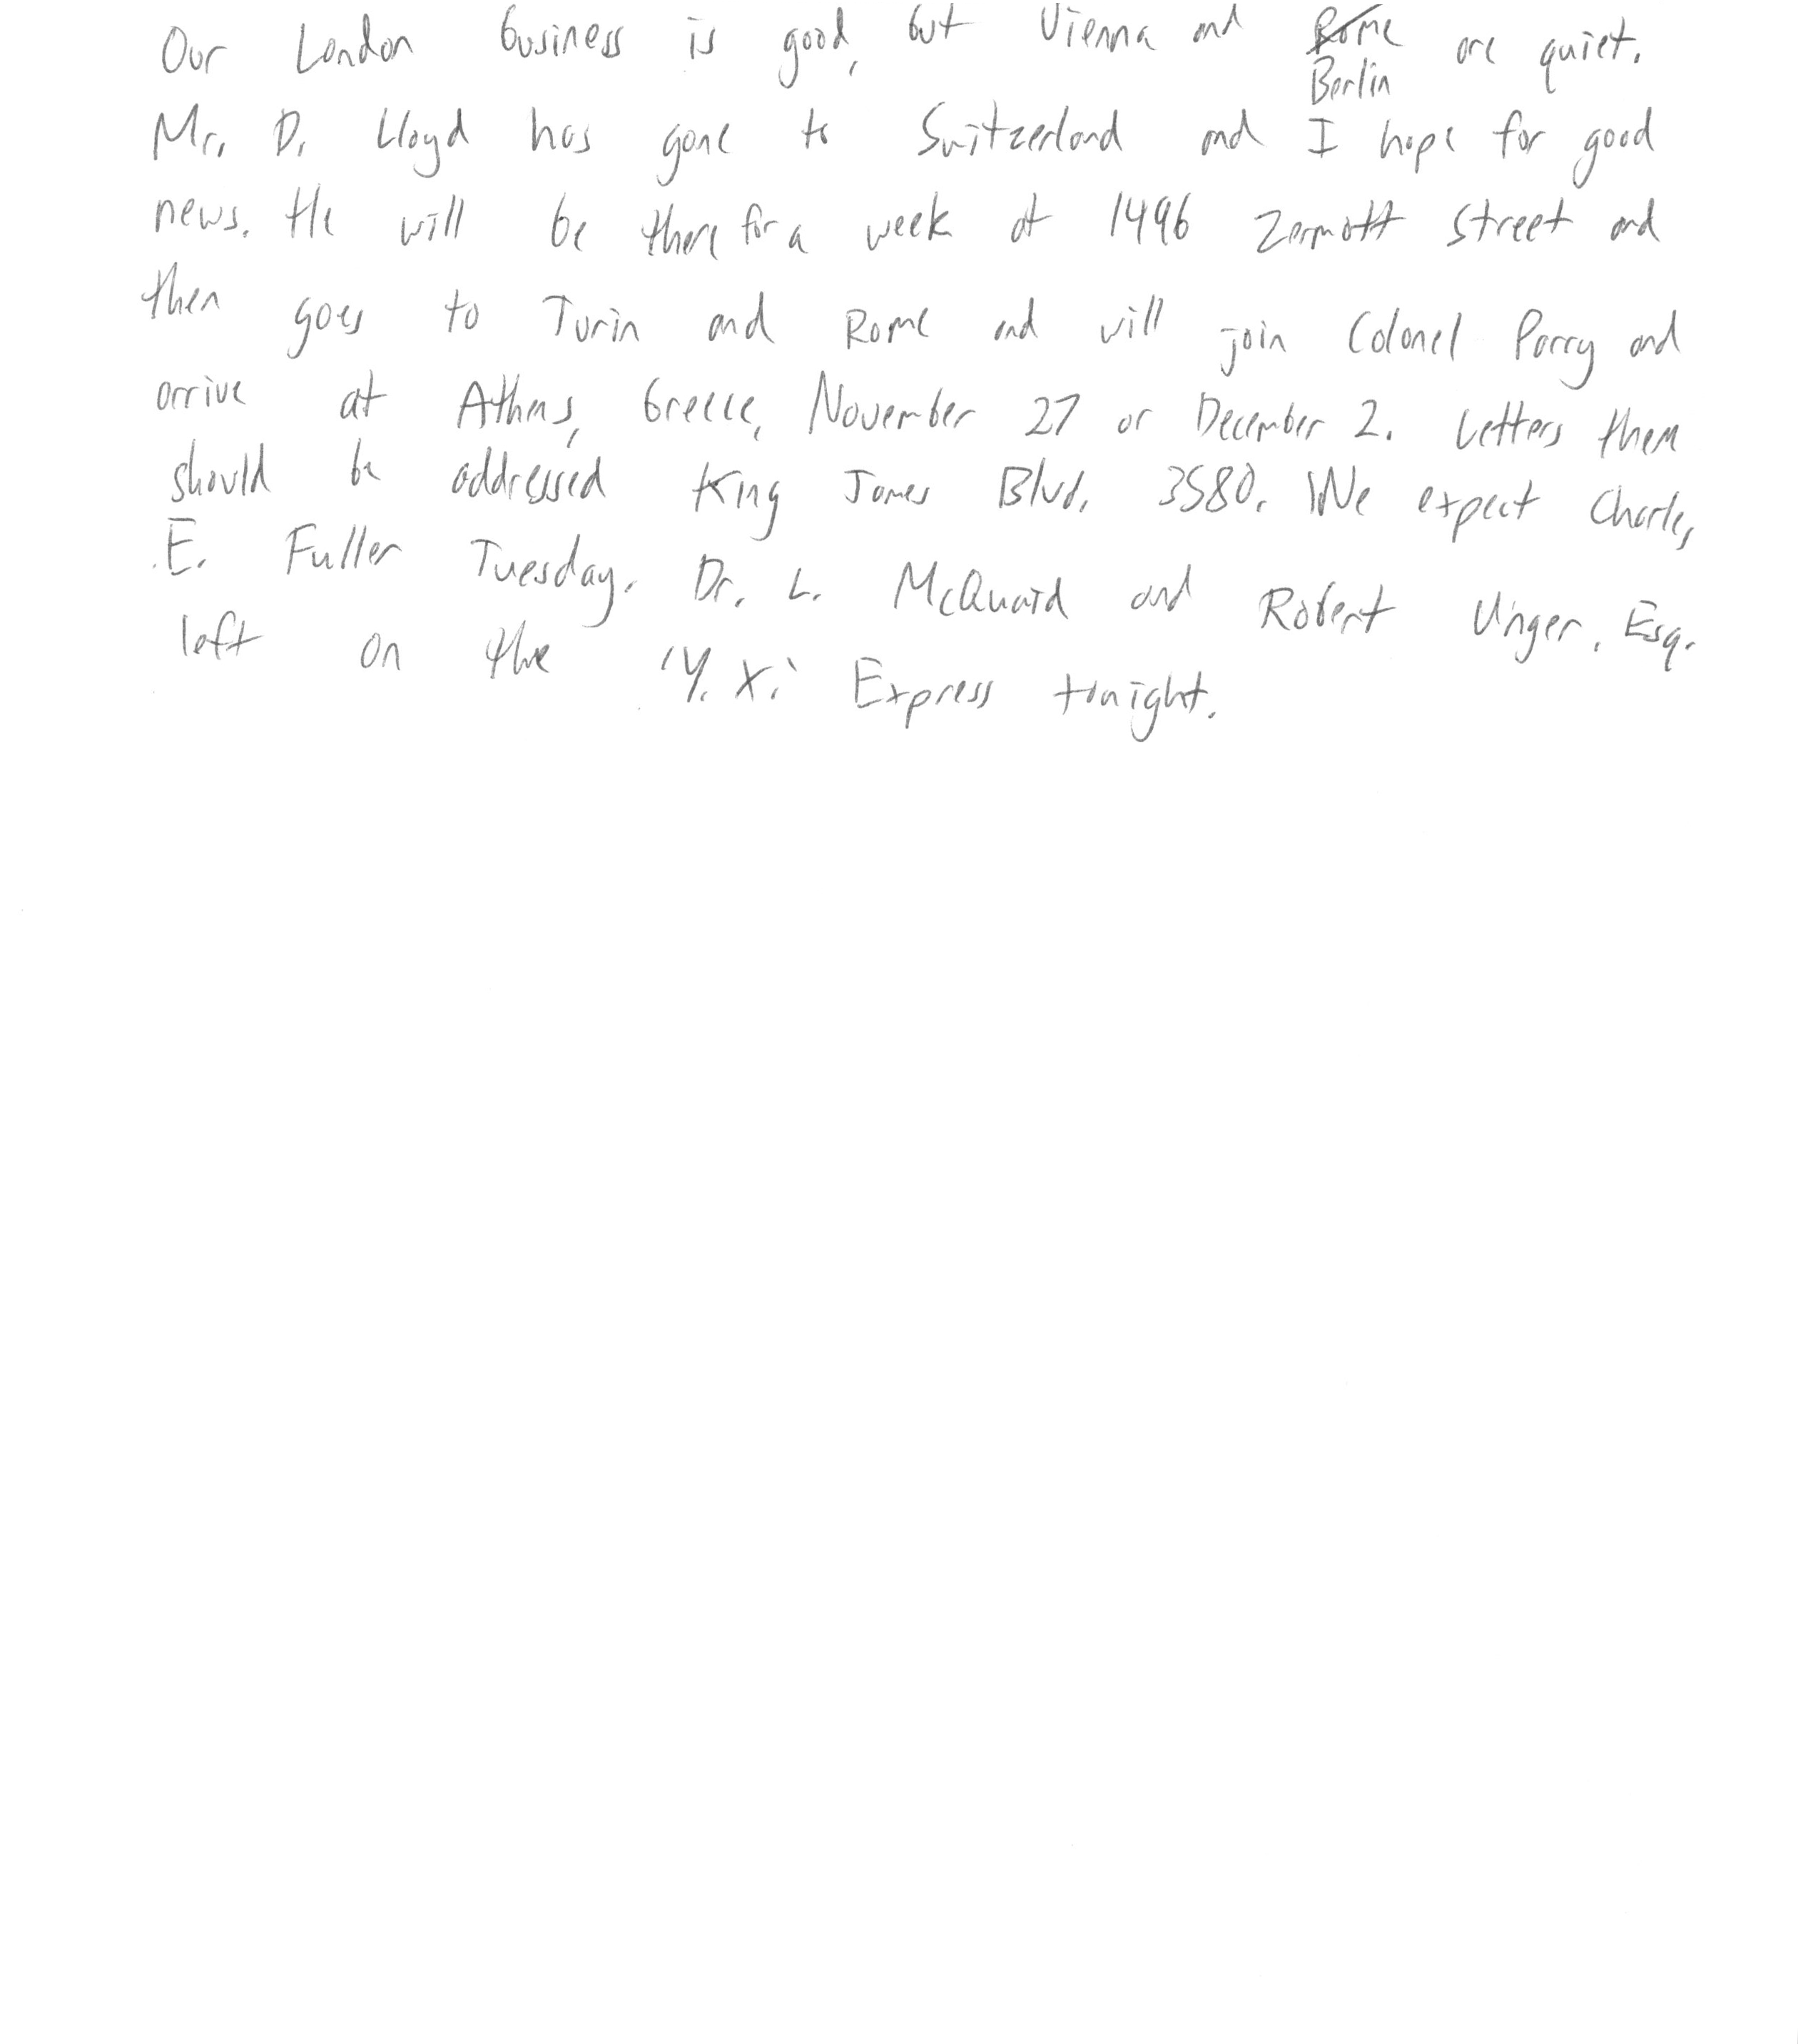 Our London business is good, but Vienna and Rome are quiet.
Berlin
Mr. D. Lloyd has gone to Switzerland and I hope for good
news. He will be there for a week at 1496 Zermott Street and
then goes to Turin and Rome and will join Colonel Parry and
arrive at Athens, Greece, November 27 or December 2. Letters them
should be addressed King James Blvd. 3580. We expect Charles
E. Fuller Tuesday. Dr. L. McQuaid and Robert Unger, Esq.
left on the 'Y. X.' Express tonight.